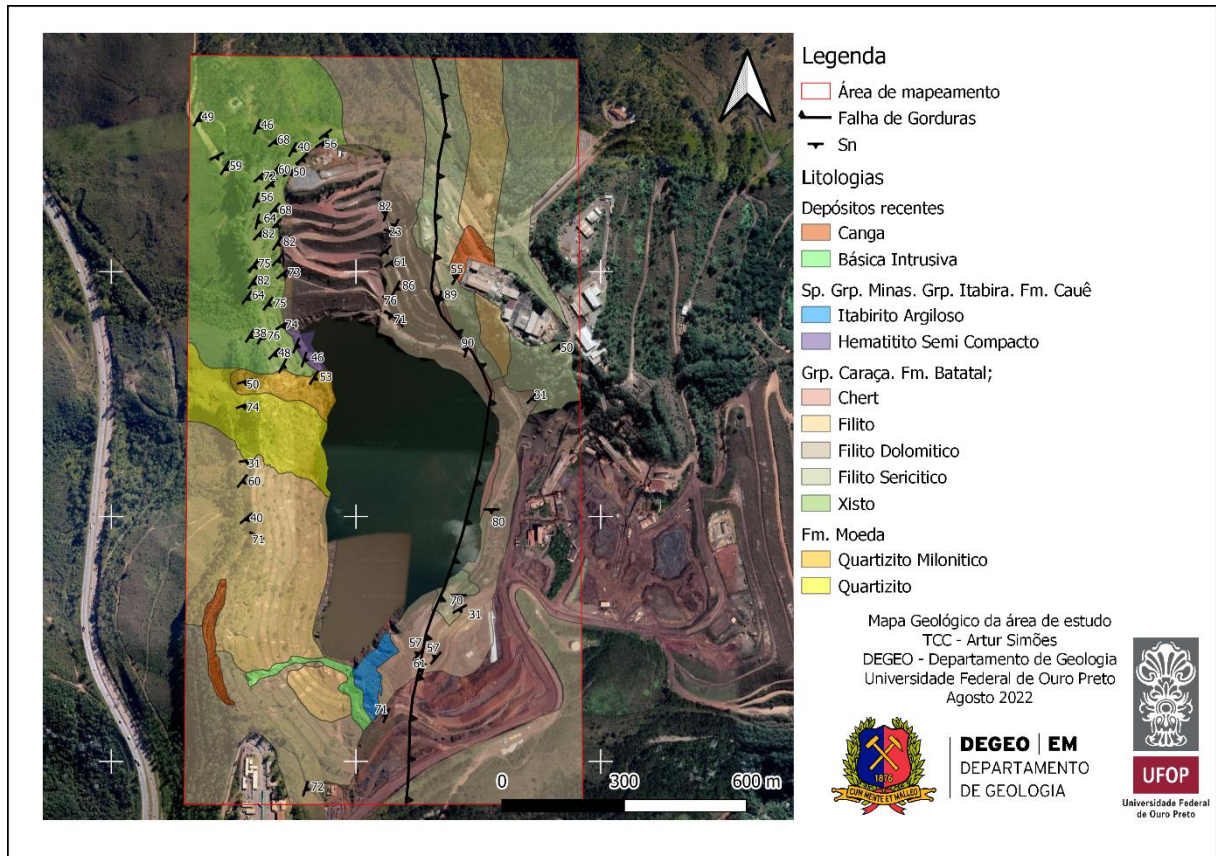 49
46
68
40
56
59
72
60
50
56
68
64
82
82
75
73
82
64
75
74
38
76
48
46
53
50
74
31
60
40
71
82
23
61
86
76
71
55
89
90
50
31
80
70
31
57
57
61
71
72
0 300 600 m
Legenda
Área de mapeamento
Falha de Gorduras
Sn
Litologias
Depósitos recentes
Canga
Básica Intrusiva
Sp. Grp. Minas. Grp. Itabira. Fm. Cauê
Itabirito Argiloso
Hematitito Semi Compacto
Grp. Caraça. Fm. Batatal;
Chert
Filito
Filito Dolomitico
Filito Sericitico
Xisto
Fm. Moeda
Quartizito Milonitico
Quartizito
Mapa Geológico da área de estudo
TCC - Artur Simões
DEGEO - Departamento de Geologia
Universidade Federal de Ouro Preto
Agosto 2022
1876
CUM MENTE ET MALLEO
DEGEO | EM
DEPARTAMENTO
DE GEOLOGIA
UFOP
Universidade Federal
de Ouro Preto